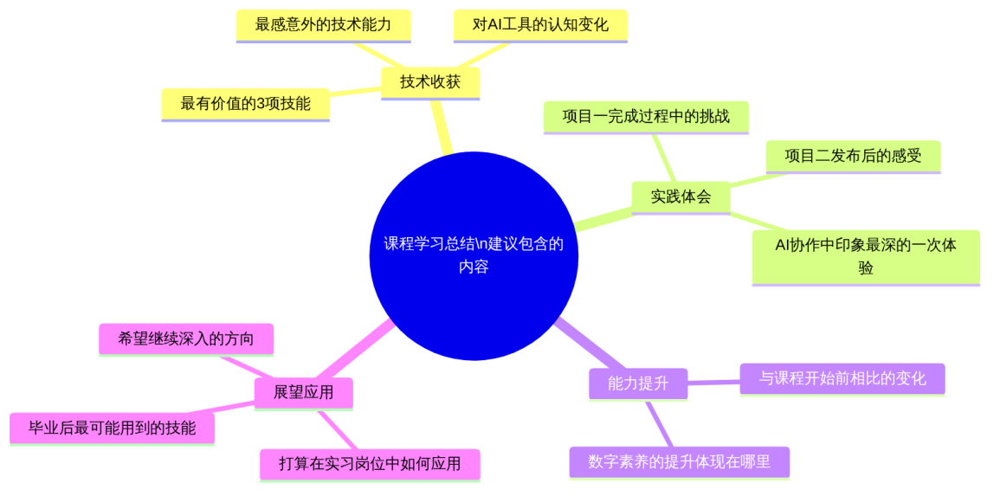 最感意外的技术能力
对AI工具的认知变化
技术收获
最有价值的3项技能
项目一完成过程中的挑战
项目二发布后的感受
实践体会
AI协作中印象最深的一次体
验
课程学习总结\n建议包含的
内容
希望继续深入的方向
展望应用
毕业后最可能用到的技能
打算在实习岗位中如何应用
与课程开始前相比的变化
能力提升
数字素养的提升体现在哪里